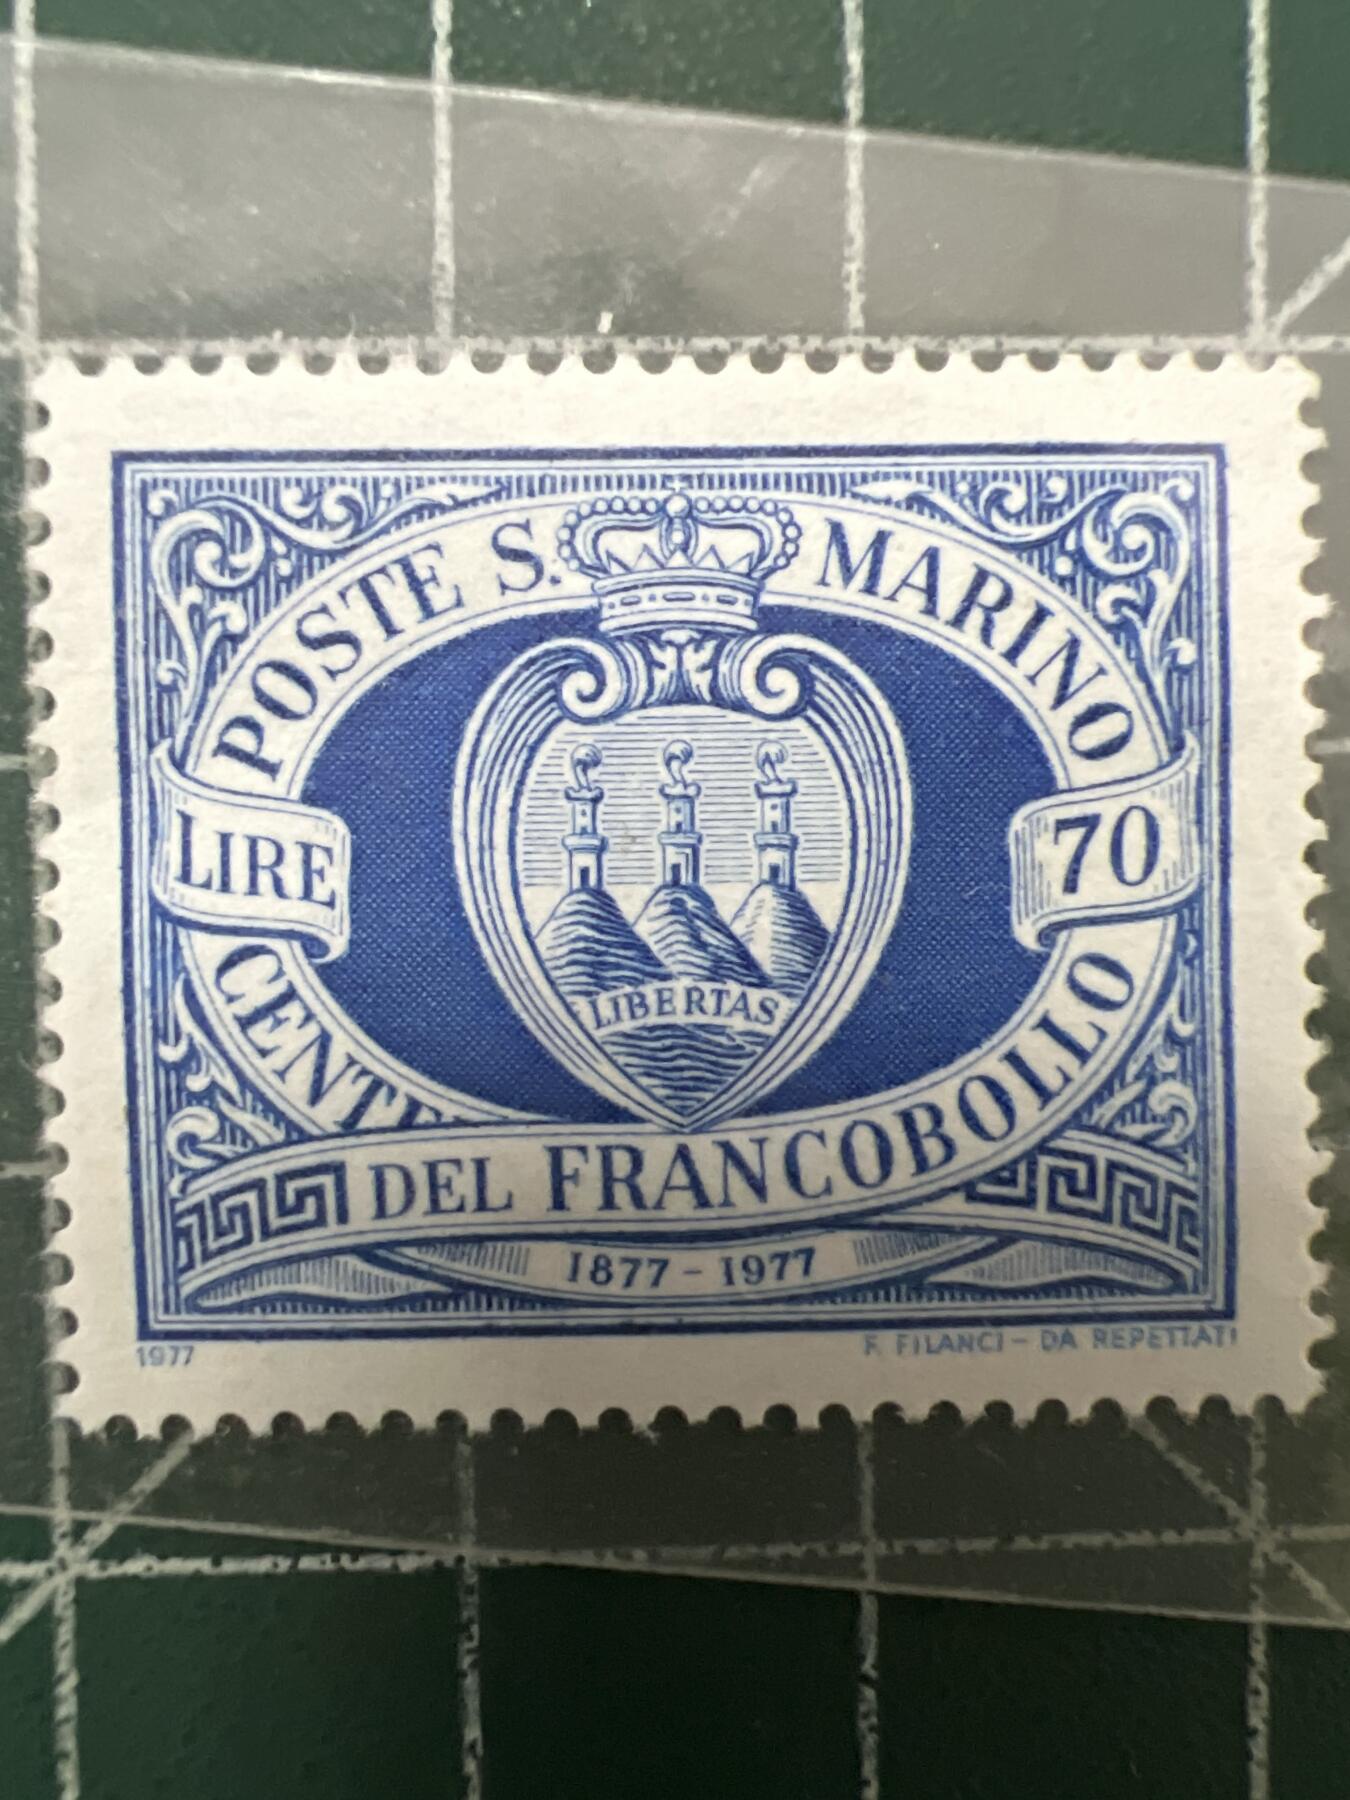 POSTE S. MARINO
LIRE
70
LIBERTAS
DEL FRANCOBOLLO
1877 - 1977
1977
F. FILANCI - DA REPETTATI